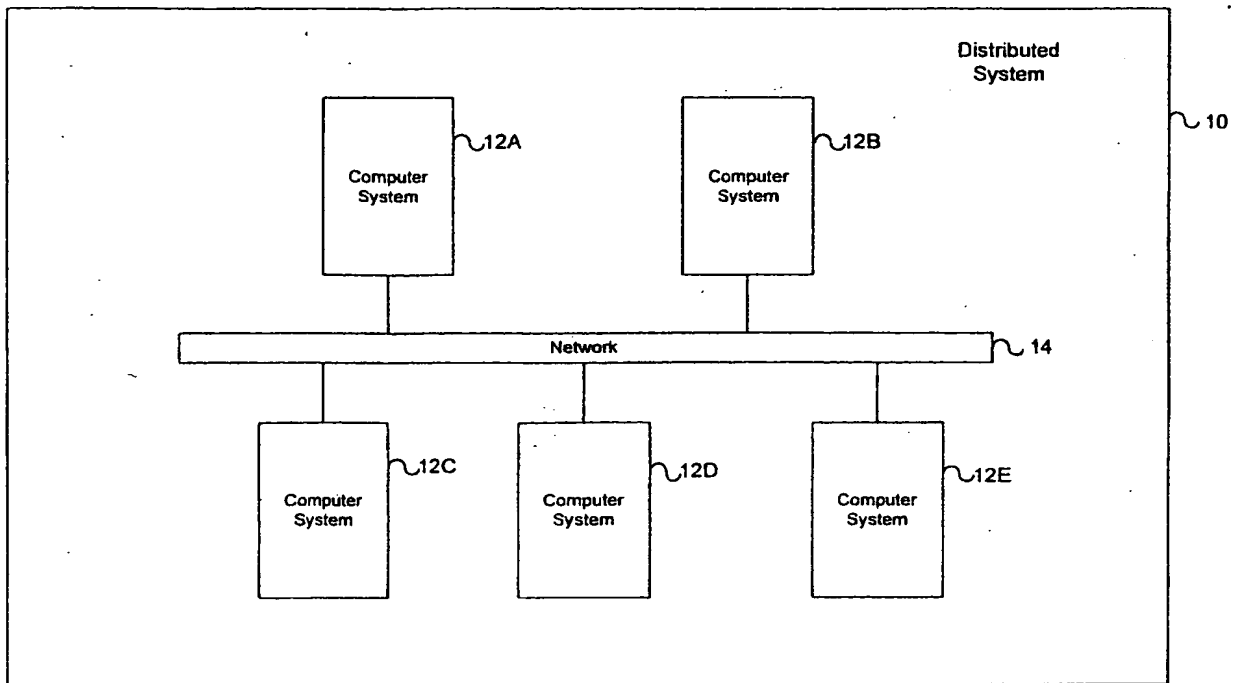 Distributed
System
10
12A
12B
Computer
System
Computer
System
Network
14
12C
12D
12E
Computer
System
Computer
System
Computer
System